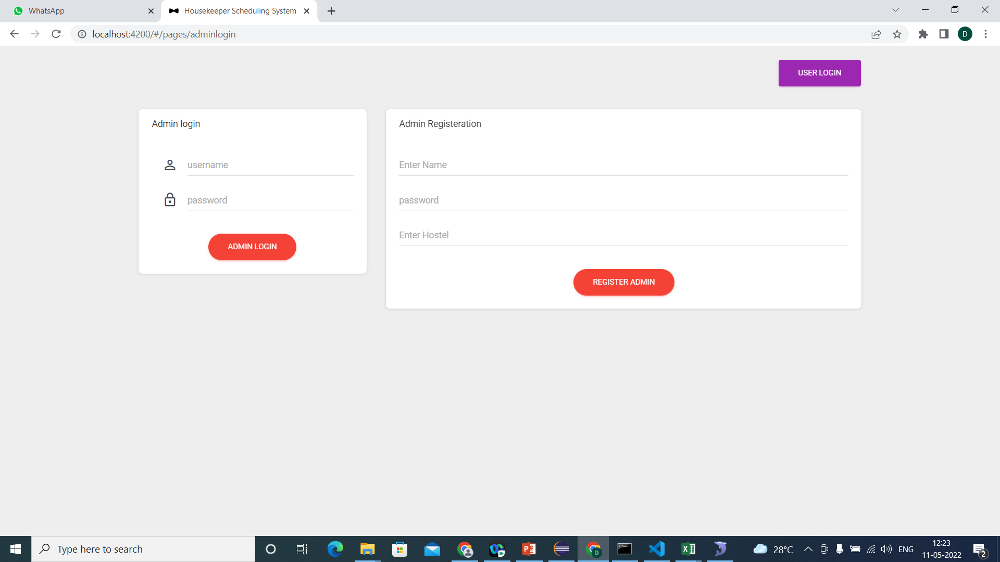 WhatsApp
Housekeeper Scheduling System
localhost:4200/#/pages/adminlogin
D
USER LOGIN
Admin login
username
password
ADMIN LOGIN
Admin Registeration
Enter Name
password
Enter Hostel
REGISTER ADMIN
Type here to search
D
28°C
ENG
12:23
11-05-2022
2